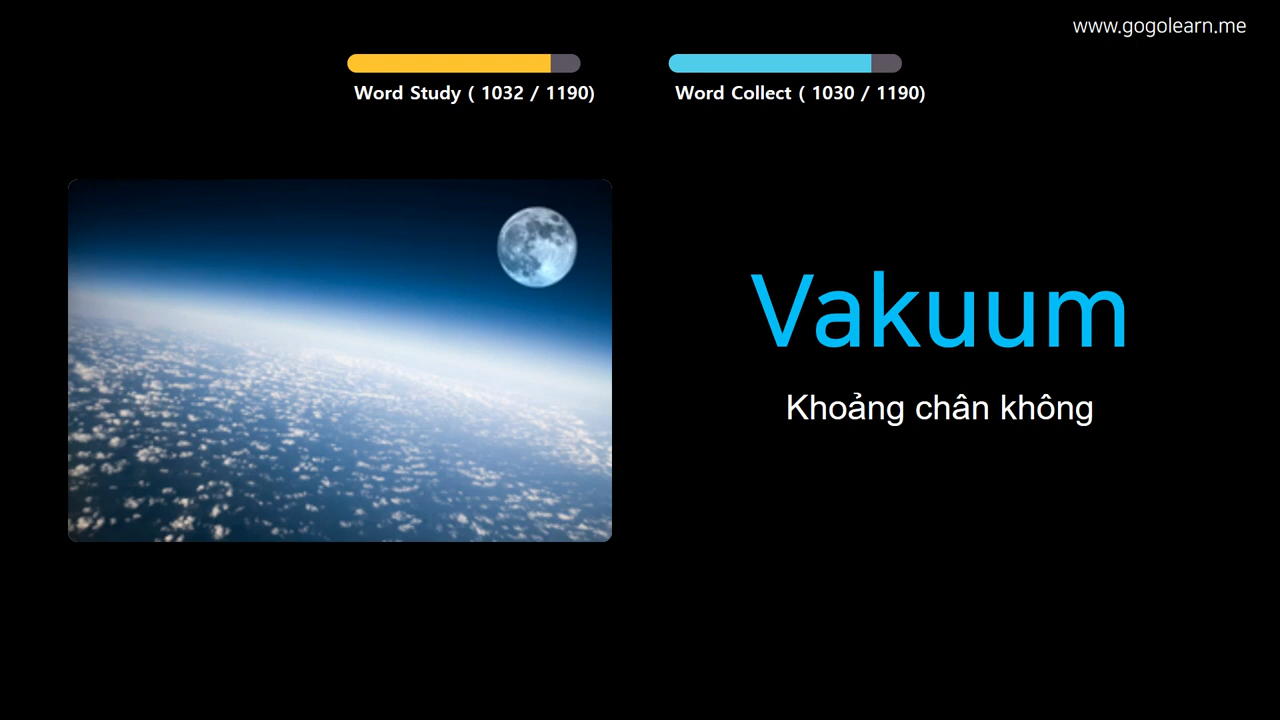 www.gogolearn.me
Word Study ( 1032 / 1190)
Word Collect ( 1030 / 1190)
Vakuum
Khoảng chân không